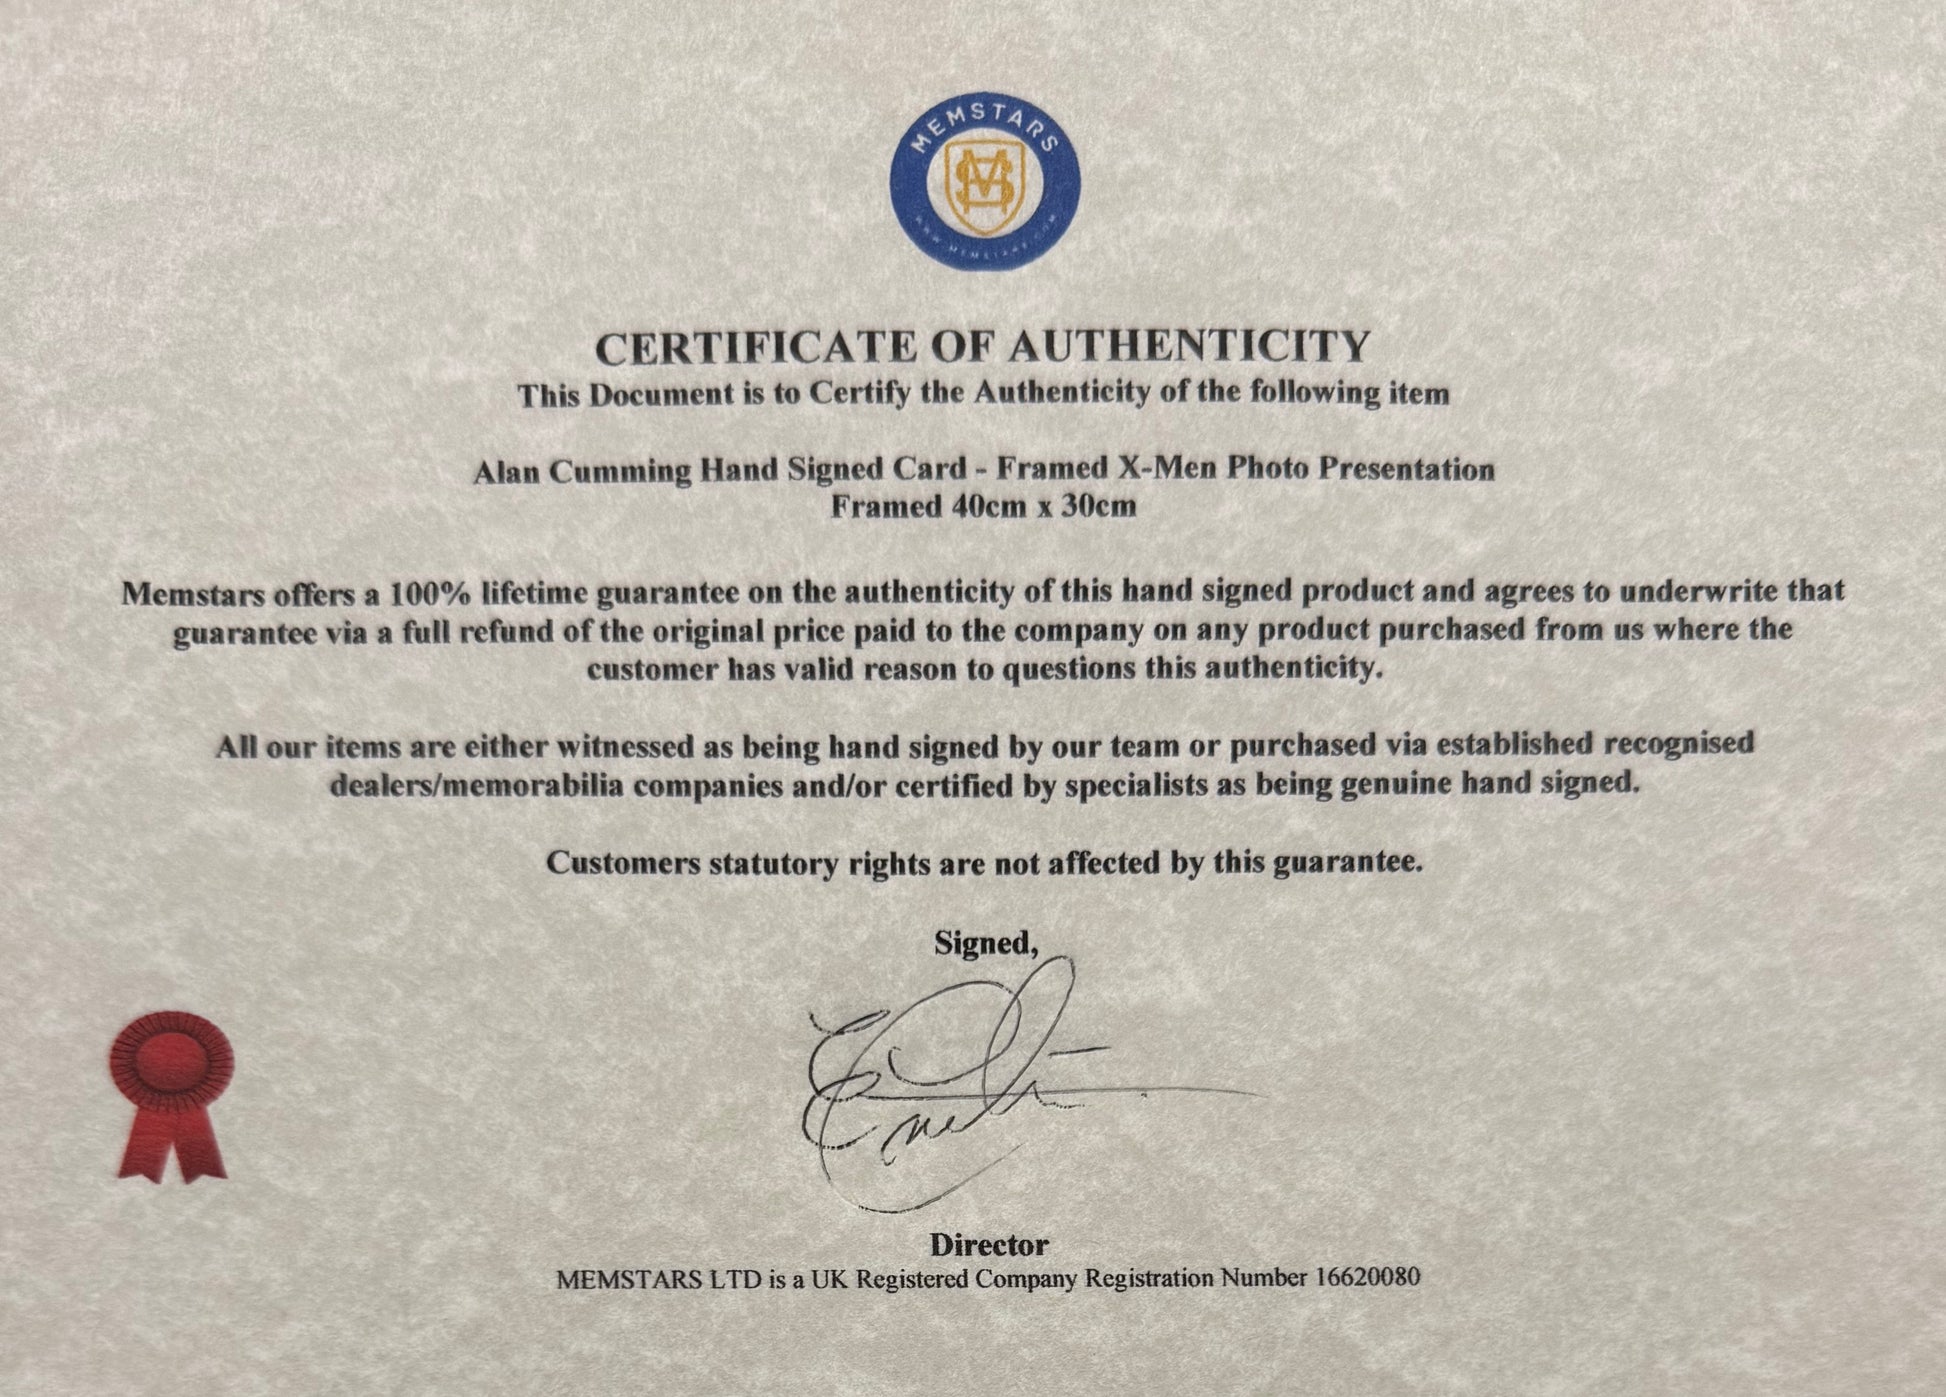 MEMSTARS
MS
WWW.MEMSTARS.COM
CERTIFICATE OF AUTHENTICITY
This Document is to Certify the Authenticity of the following item
Alan Cumming Hand Signed Card - Framed X-Men Photo Presentation
Framed 40cm x 30cm
Memstars offers a 100% lifetime guarantee on the authenticity of this hand signed product and agrees to underwrite that
guarantee via a full refund of the original price paid to the company on any product purchased from us where the
customer has valid reason to questions this authenticity.
All our items are either witnessed as being hand signed by our team or purchased via established recognised
dealers/memorabilia companies and/or certified by specialists as being genuine hand signed.
Customers statutory rights are not affected by this guarantee.
Signed,
Director
MEMSTARS LTD is a UK Registered Company Registration Number 16620080